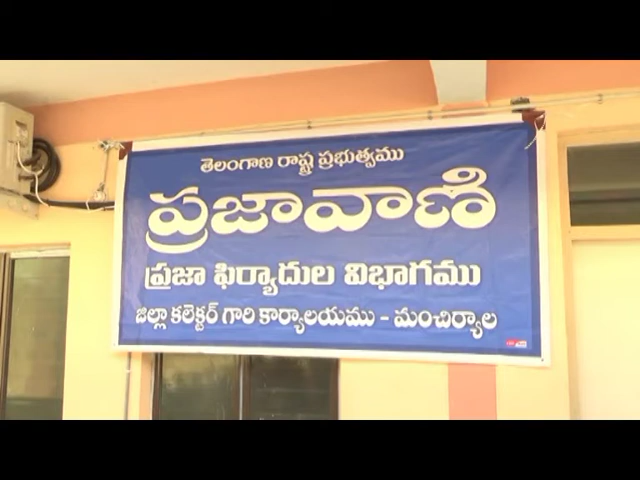 తెలంగాణ రాష్ట్ర ప్రభుత్వము
ప్రజావాణి
ప్రజా ఫిర్యాదుల విభాగము
జిల్లా కలెక్టర్ గారి కార్యాలయము - మంచిర్యాల